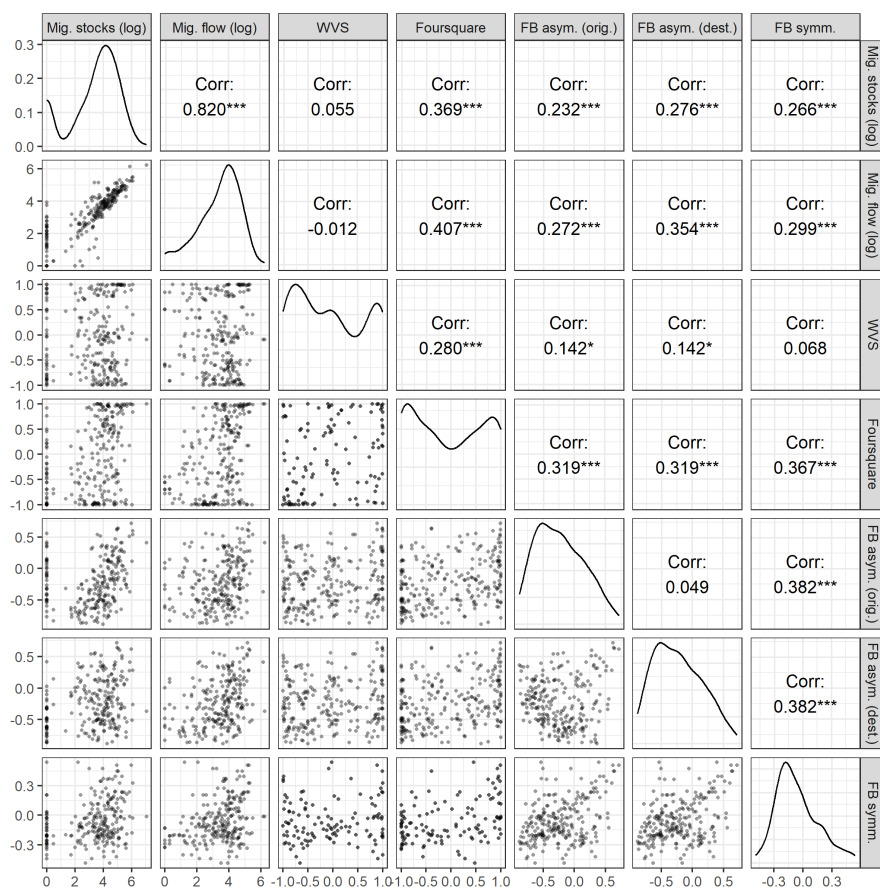 Mig. stocks (log) Mig. flow (log) WVS Foursquare FB asym. (orig.) FB asym. (dest.) FB symm.
0.3
0.2
0.1
0.0
Corr:
0.820***
Corr:
0.055
Corr:
0.369***
Corr:
0.232***
Corr:
0.276***
Corr:
0.266***
Mig. stocks (log)
6
4
2
0
Corr:
-0.012
Corr:
0.407***
Corr:
0.272***
Corr:
0.354***
Corr:
0.299***
Mig. flow (log)
1.0
0.5
0.0
-0.5
-1.0
Corr:
0.280***
Corr:
0.142*
Corr:
0.142*
Corr:
0.068
WVS
1.0
0.5
0.0
-0.5
-1.0
Corr:
0.319***
Corr:
0.319***
Corr:
0.367***
Foursquare
0.5
0.0
-0.5
Corr:
0.049
Corr:
0.382***
FB asym. (orig.)
0.5
0.0
-0.5
Corr:
0.382***
FB asym. (dest.)
0.3
0.0
-0.3
FB symm.
0 2 4 6 0 2 4 6 -1.0 -0.5 0.0 0.5 1.0 -1.0 -0.5 0.0 0.5 1.0 -0.5 0.0 0.5 -0.5 0.0 0.5 -0.3 0.0 0.3